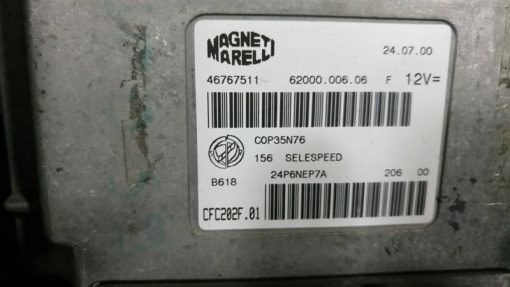 MAGNETI
MARELLI
24.07.00
46767511 62000.006.06 F 12V=
COP35N76
156 SELESPEED
B618 24P6NEP7A 206 00
CFC202F.01